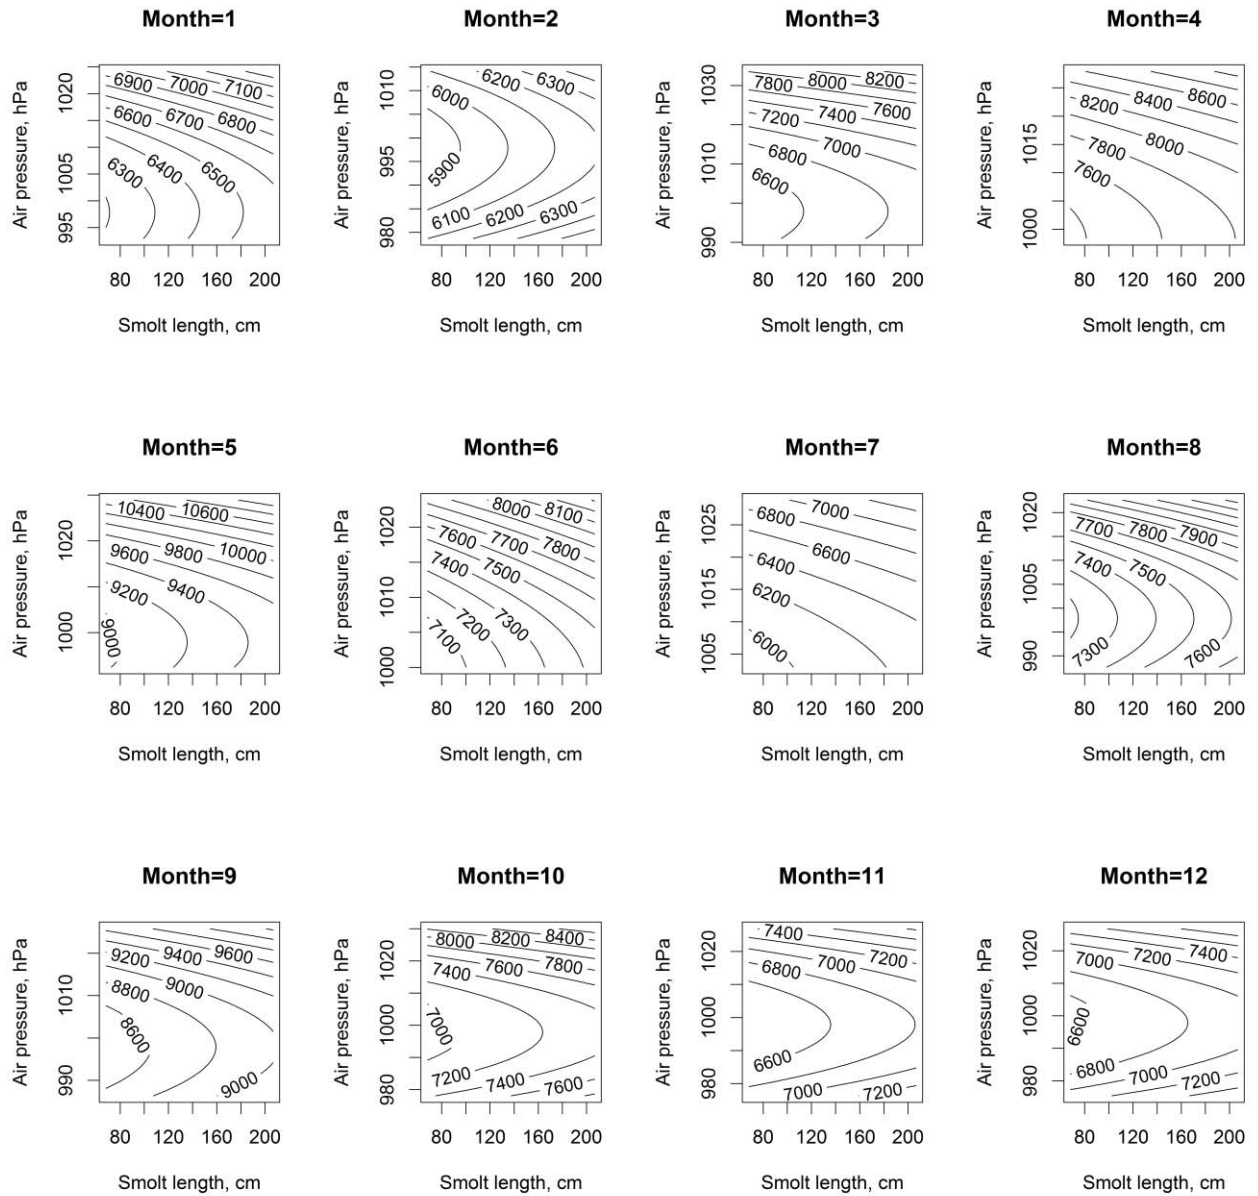 Month=1
Month=2
Month=3
Month=4
Air pressure, hPa
995 1005 1020
6900 7000 7100
6600 6700 6800
6300 6400 6500
80 120 160 200
Smolt length, cm
Air pressure, hPa
980 995 1010
6200 6300
6000
5900
6100 6200 6300
80 120 160 200
Smolt length, cm
Air pressure, hPa
990 1010 1030
7800 8000 8200
7200 7400 7600
6800 7000
6600
80 120 160 200
Smolt length, cm
Air pressure, hPa
1000 1015
8200 8400 8600
7800 8000
7600
80 120 160 200
Smolt length, cm
Month=5
Month=6
Month=7
Month=8
Air pressure, hPa
1000 1020
10400 10600
9600 9800 10000
9200 9400
9000
80 120 160 200
Smolt length, cm
Air pressure, hPa
1000 1010 1020
8000 8100
7600 7700 7800
7400 7500
7100 7200 7300
80 120 160 200
Smolt length, cm
Air pressure, hPa
1005 1015 1025
6800 7000
6400 6600
6200
6000
80 120 160 200
Smolt length, cm
Air pressure, hPa
990 1005 1020
7700 7800 7900
7400 7500
7300 7600
80 120 160 200
Smolt length, cm
Month=9
Month=10
Month=11
Month=12
Air pressure, hPa
990 1010
9200 9400 9600
8800 9000
8600
9000
80 120 160 200
Smolt length, cm
Air pressure, hPa
980 1000 1020
8000 8200 8400
7400 7600 7800
7000
7200 7400 7600
80 120 160 200
Smolt length, cm
Air pressure, hPa
980 1000 1020
7400
6800 7000 7200
6600
7000 7200
80 120 160 200
Smolt length, cm
Air pressure, hPa
980 1000 1020
7000 7200 7400
6600
6800 7000 7200
80 120 160 200
Smolt length, cm